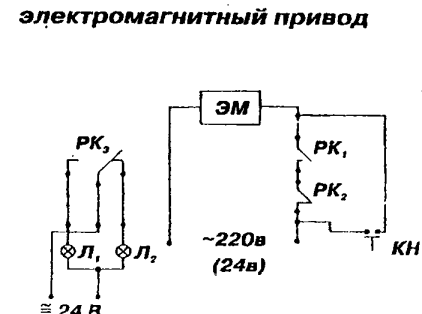 электромагнитный привод
ЭМ
РК₃
РК₁
РК₂
~220в
(24в)
КН
Л₁
Л₂
≅ 24 В